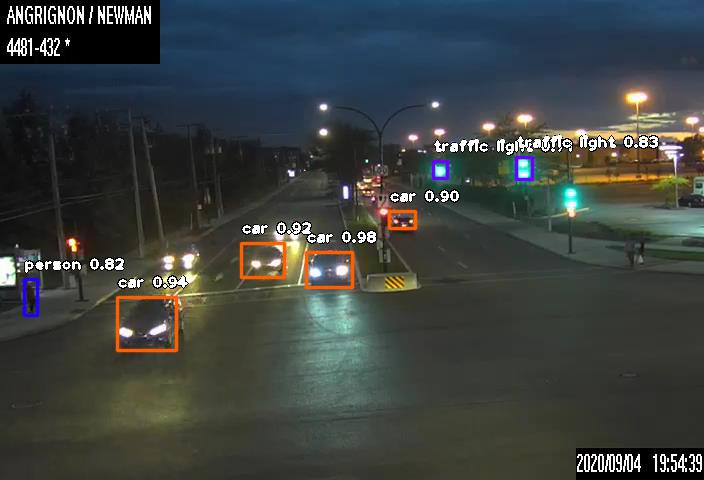 ANGRIGNON / NEWMAN
4481-432 *
traffic light 0.83
traffic
car 0.90
car 0.92
car 0.98
person 0.82
car 0.94
2020/09/04 19:54:39